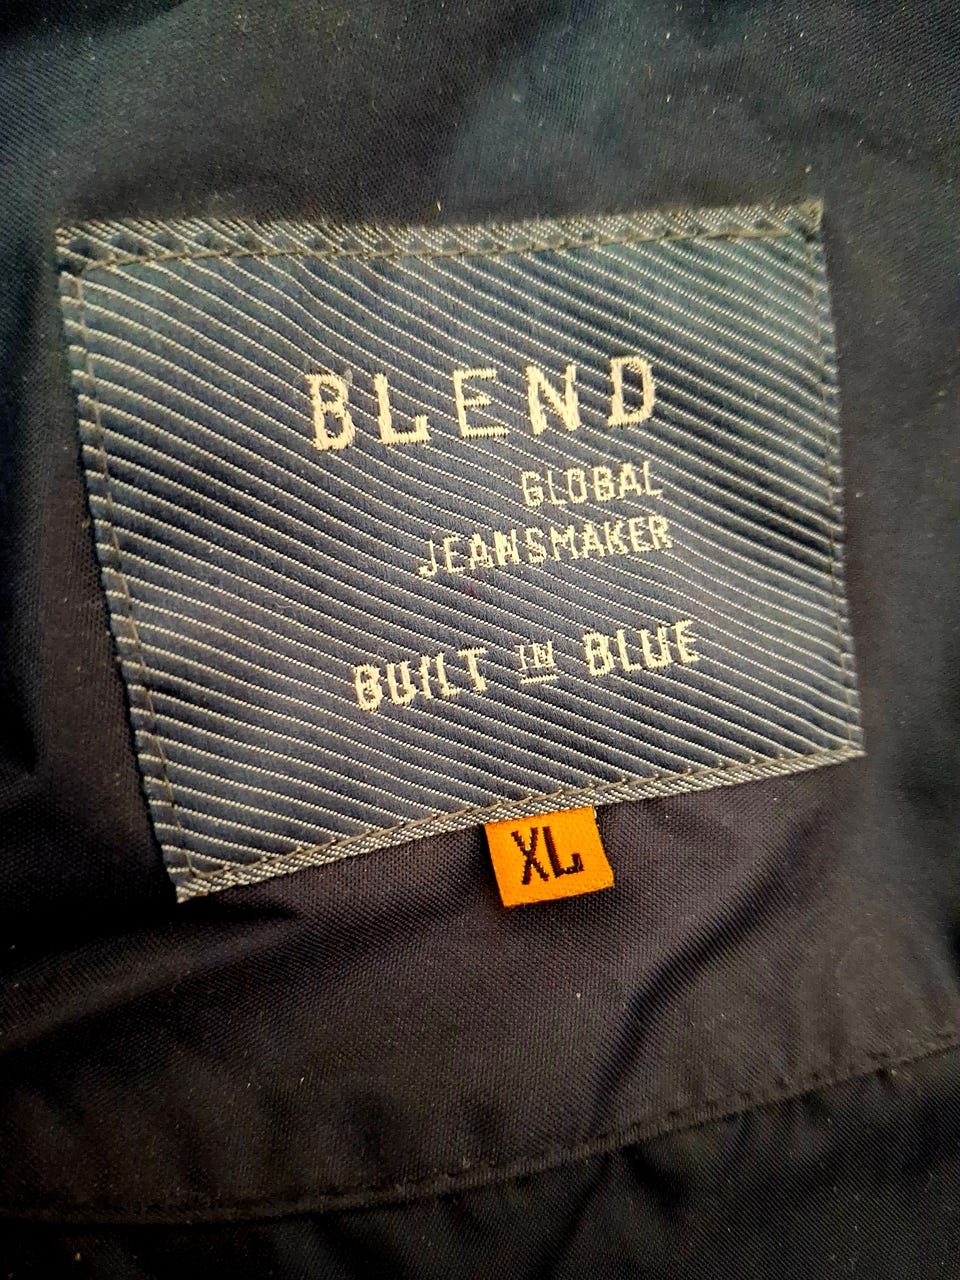 BLEND
GLOBAL
JEANSMAKER
BUILT IN BLUE
XL